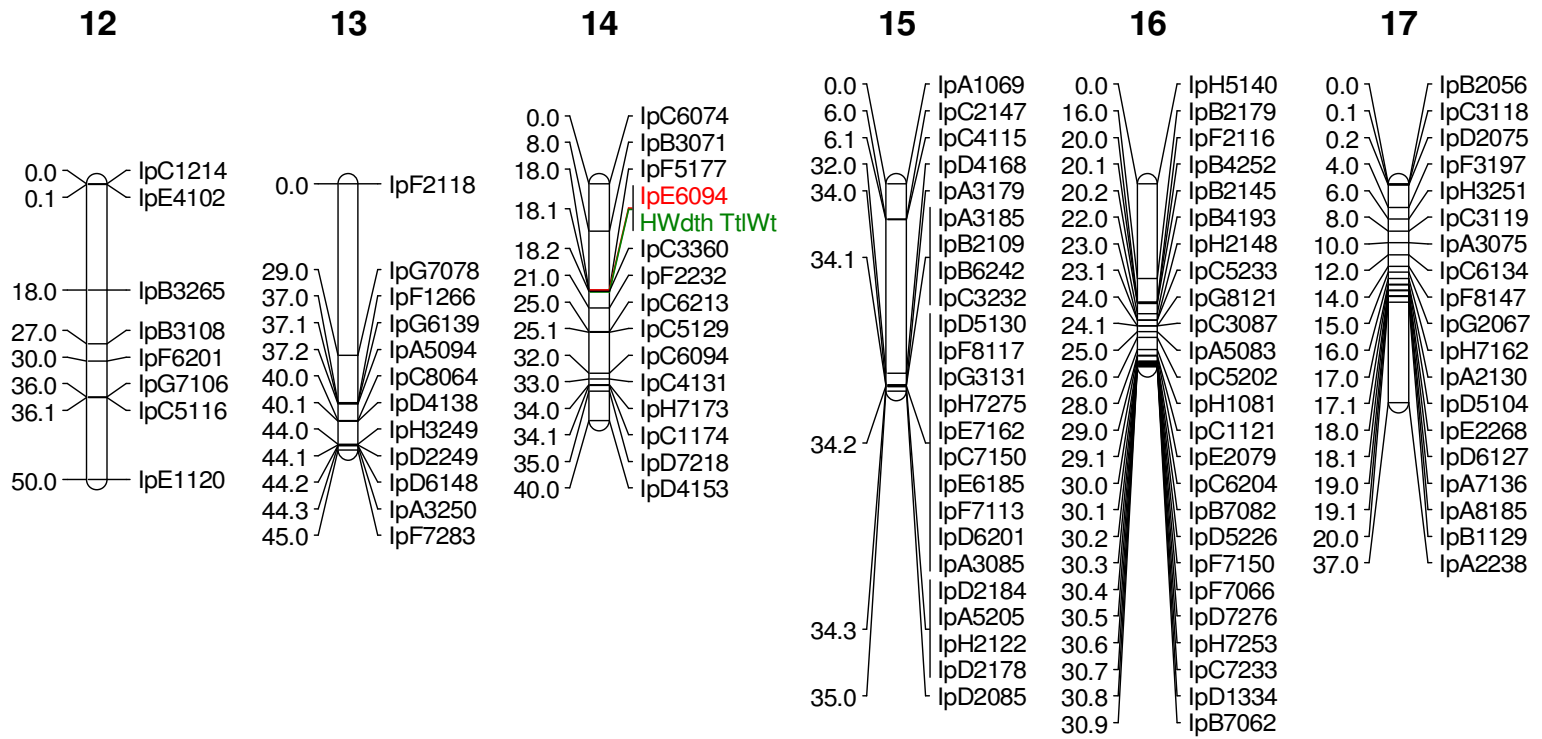 12
0.0 IpC1214
0.1 IpE4102
18.0 IpB3265
27.0 IpB3108
30.0 IpF6201
36.0 IpG7106
36.1 IpC5116
50.0 IpE1120
13
0.0 IpF2118
29.0 IpG7078
37.0 IpF1266
37.1 IpG6139
37.2 IpA5094
40.0 IpC8064
40.1 IpD4138
44.0 IpH3249
44.1 IpD2249
44.2 IpD6148
44.3 IpA3250
45.0 IpF7283
14
0.0 IpC6074
8.0 IpB3071
18.0 IpF5177
IpE6094
18.1
HWdth TtlWt
18.2 IpC3360
21.0 IpF2232
25.0 IpC6213
25.1 IpC5129
32.0 IpC6094
33.0 IpC4131
34.0 IpH7173
34.1 IpC1174
35.0 IpD7218
40.0 IpD4153
15
0.0 IpA1069
6.0 IpC2147
6.1 IpC4115
32.0 IpD4168
34.0 IpA3179
IpA3185
IpB2109
34.1 IpB6242
IpC3232
IpD5130
IpF8117
IpG3131
IpH7275
34.2 IpE7162
IpC7150
IpE6185
IpF7113
IpD6201
IpA3085
IpD2184
IpA5205
34.3 IpH2122
IpD2178
35.0 IpD2085
16
0.0 IpH5140
16.0 IpB2179
20.0 IpF2116
20.1 IpB4252
20.2 IpB2145
22.0 IpB4193
23.0 IpH2148
23.1 IpC5233
24.0 IpG8121
24.1 IpC3087
25.0 IpA5083
26.0 IpC5202
28.0 IpH1081
29.0 IpC1121
29.1 IpE2079
30.0 IpC6204
30.1 IpB7082
30.2 IpD5226
30.3 IpF7150
30.4 IpF7066
30.5 IpD7276
30.6 IpH7253
30.7 IpC7233
30.8 IpD1334
30.9 IpB7062
17
0.0 IpB2056
0.1 IpC3118
0.2 IpD2075
4.0 IpF3197
6.0 IpH3251
8.0 IpC3119
10.0 IpA3075
12.0 IpC6134
14.0 IpF8147
15.0 IpG2067
16.0 IpH7162
17.0 IpA2130
17.1 IpD5104
18.0 IpE2268
18.1 IpD6127
19.0 IpA7136
19.1 IpA8185
20.0 IpB1129
37.0 IpA2238